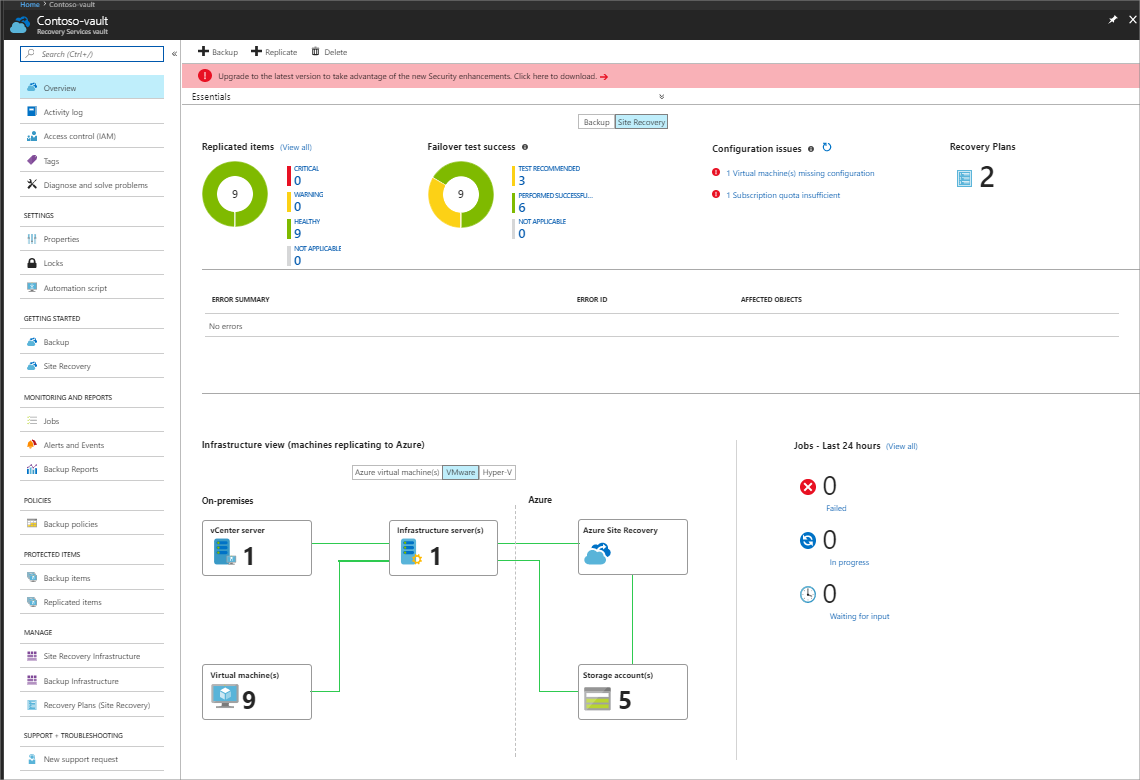 Home > Contoso-vault
Contoso-vault
Recovery Services vault
Search (Ctrl+/)
«
Overview
Activity log
Access control (IAM)
Tags
Diagnose and solve problems
SETTINGS
Properties
Locks
Automation script
GETTING STARTED
Backup
Site Recovery
MONITORING AND REPORTS
Jobs
Alerts and Events
Backup Reports
POLICIES
Backup policies
PROTECTED ITEMS
Backup items
Replicated items
MANAGE
Site Recovery Infrastructure
Backup Infrastructure
Recovery Plans (Site Recovery)
SUPPORT + TROUBLESHOOTING
New support request
Backup Replicate Delete
Upgrade to the latest version to take advantage of the new Security enhancements. Click here to download. →
Essentials
Backup Site Recovery
Replicated items (View all)
9
CRITICAL
0
WARNING
0
HEALTHY
9
NOT APPLICABLE
0
Failover test success
9
TEST RECOMMENDED
3
PERFORMED SUCCESSFU...
6
NOT APPLICABLE
0
Configuration issues
1 Virtual machine(s) missing configuration
1 Subscription quota insufficient
Recovery Plans
2
ERROR SUMMARY ERROR ID AFFECTED OBJECTS
No errors
Infrastructure view (machines replicating to Azure)
Azure virtual machine(s) VMware Hyper-V
On-premises Azure
vCenter server
1
Infrastructure server(s)
1
Azure Site Recovery
Virtual machine(s)
9
Storage account(s)
5
Jobs - Last 24 hours (View all)
0
Failed
0
In progress
0
Waiting for input